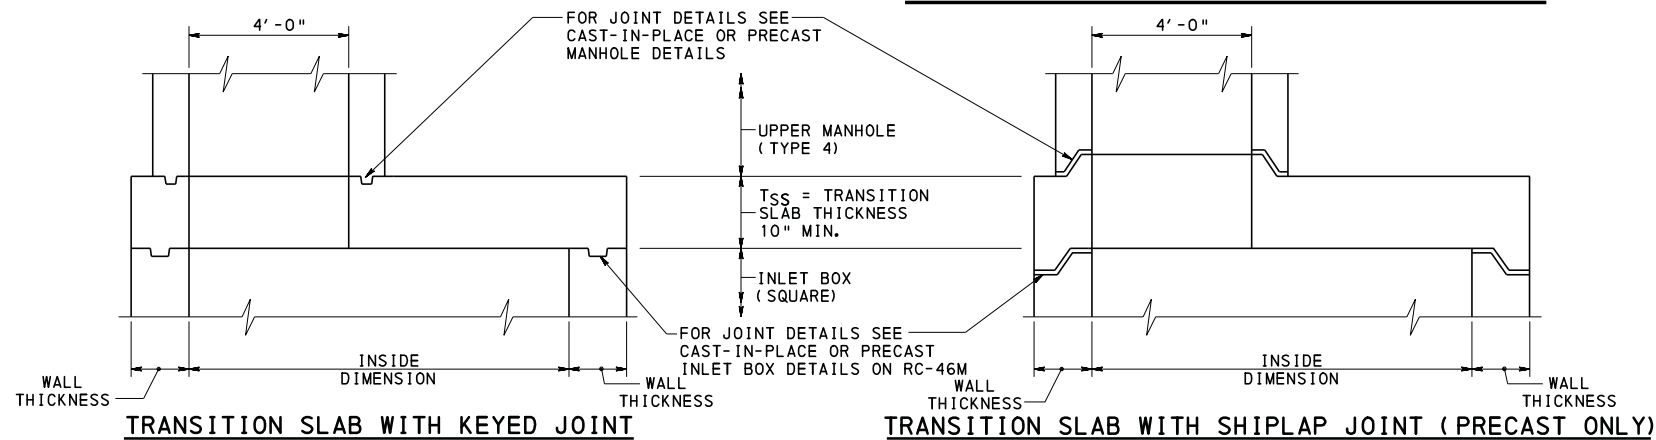 4'-0"
FOR JOINT DETAILS SEE
CAST-IN-PLACE OR PRECAST
MANHOLE DETAILS
4'-0"
UPPER MANHOLE
(TYPE 4)
TSS = TRANSITION
SLAB THICKNESS
10" MIN.
INLET BOX
(SQUARE)
FOR JOINT DETAILS SEE
CAST-IN-PLACE OR PRECAST
INLET BOX DETAILS ON RC-46M
WALL
THICKNESS
INSIDE
DIMENSION
WALL
THICKNESS
TRANSITION SLAB WITH KEYED JOINT
WALL
THICKNESS
INSIDE
DIMENSION
WALL
THICKNESS
TRANSITION SLAB WITH SHIPLAP JOINT (PRECAST ONLY)